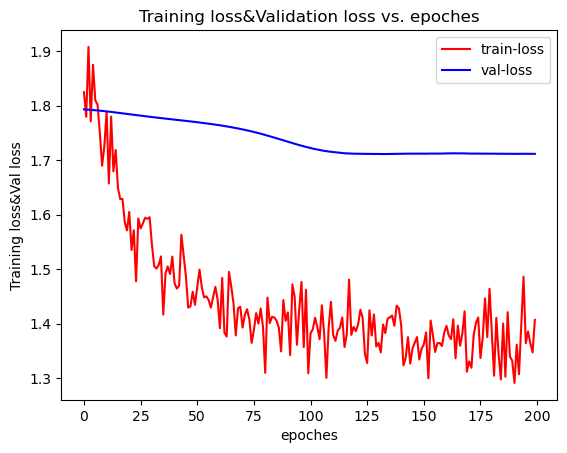 Training loss&Validation loss vs. epoches
train-loss
val-loss
Training loss&Val loss
1.9
1.8
1.7
1.6
1.5
1.4
1.3
0 25 50 75 100 125 150 175 200
epoches